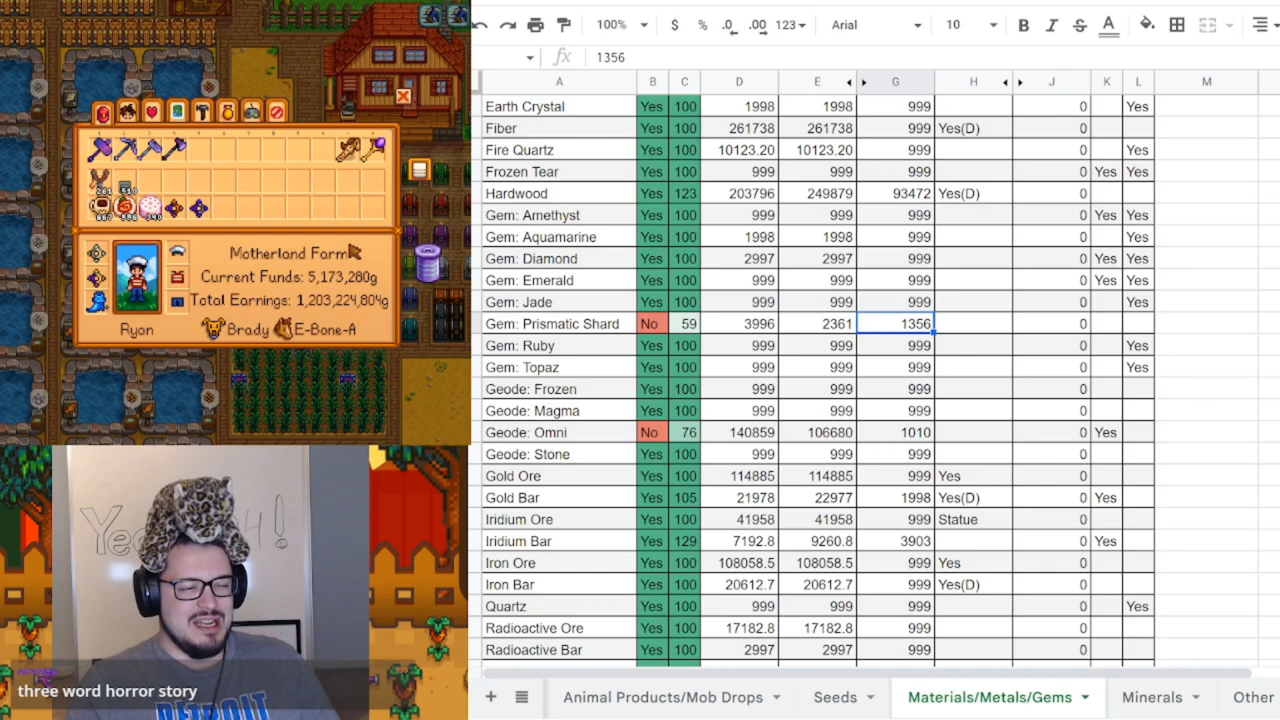 100% $ % .0 .00 123 Arial 10 B I S A
fx 1356
A B C D E G H J K L M
Earth Crystal Yes 100 1998 1998 999 0 Yes
Fiber Yes 100 261738 261738 999 Yes(D) 0
Fire Quartz Yes 100 10123.20 10123.20 999 0 Yes
Frozen Tear Yes 100 999 999 999 0 Yes Yes
Hardwood Yes 123 203796 249879 93472 Yes(D) 0
Gem: Amethyst Yes 100 999 999 999 0 Yes Yes
Gem: Aquamarine Yes 100 1998 1998 999 0 Yes
Gem: Diamond Yes 100 2997 2997 999 0 Yes Yes
Gem: Emerald Yes 100 999 999 999 0 Yes Yes
Gem: Jade Yes 100 999 999 999 0 Yes
Gem: Prismatic Shard No 59 3996 2361 1356 0
Gem: Ruby Yes 100 999 999 999 0 Yes
Gem: Topaz Yes 100 999 999 999 0 Yes
Geode: Frozen Yes 100 999 999 999 0
Geode: Magma Yes 100 999 999 999 0
Geode: Omni No 76 140859 106680 1010 0 Yes
Geode: Stone Yes 100 999 999 999 0
Gold Ore Yes 100 114885 114885 999 Yes 0
Gold Bar Yes 105 21978 22977 1998 Yes(D) 0 Yes
Iridium Ore Yes 100 41958 41958 999 Statue 0
Iridium Bar Yes 129 7192.8 9260.8 3903 0 Yes
Iron Ore Yes 100 108058.5 108058.5 999 Yes 0
Iron Bar Yes 100 20612.7 20612.7 999 Yes(D) 0
Quartz Yes 100 999 999 999 0 Yes
Radioactive Ore Yes 100 17182.8 17182.8 999 0
Radioactive Bar Yes 100 2997 2997 999 0
Animal Products/Mob Drops Seeds Materials/Metals/Gems Minerals Other
Motherland Farm
Current Funds: 5,173,280g
Total Earnings: 1,203,224,804g
Ryon Brady E-Bone-A
three word horror story
DETROIT